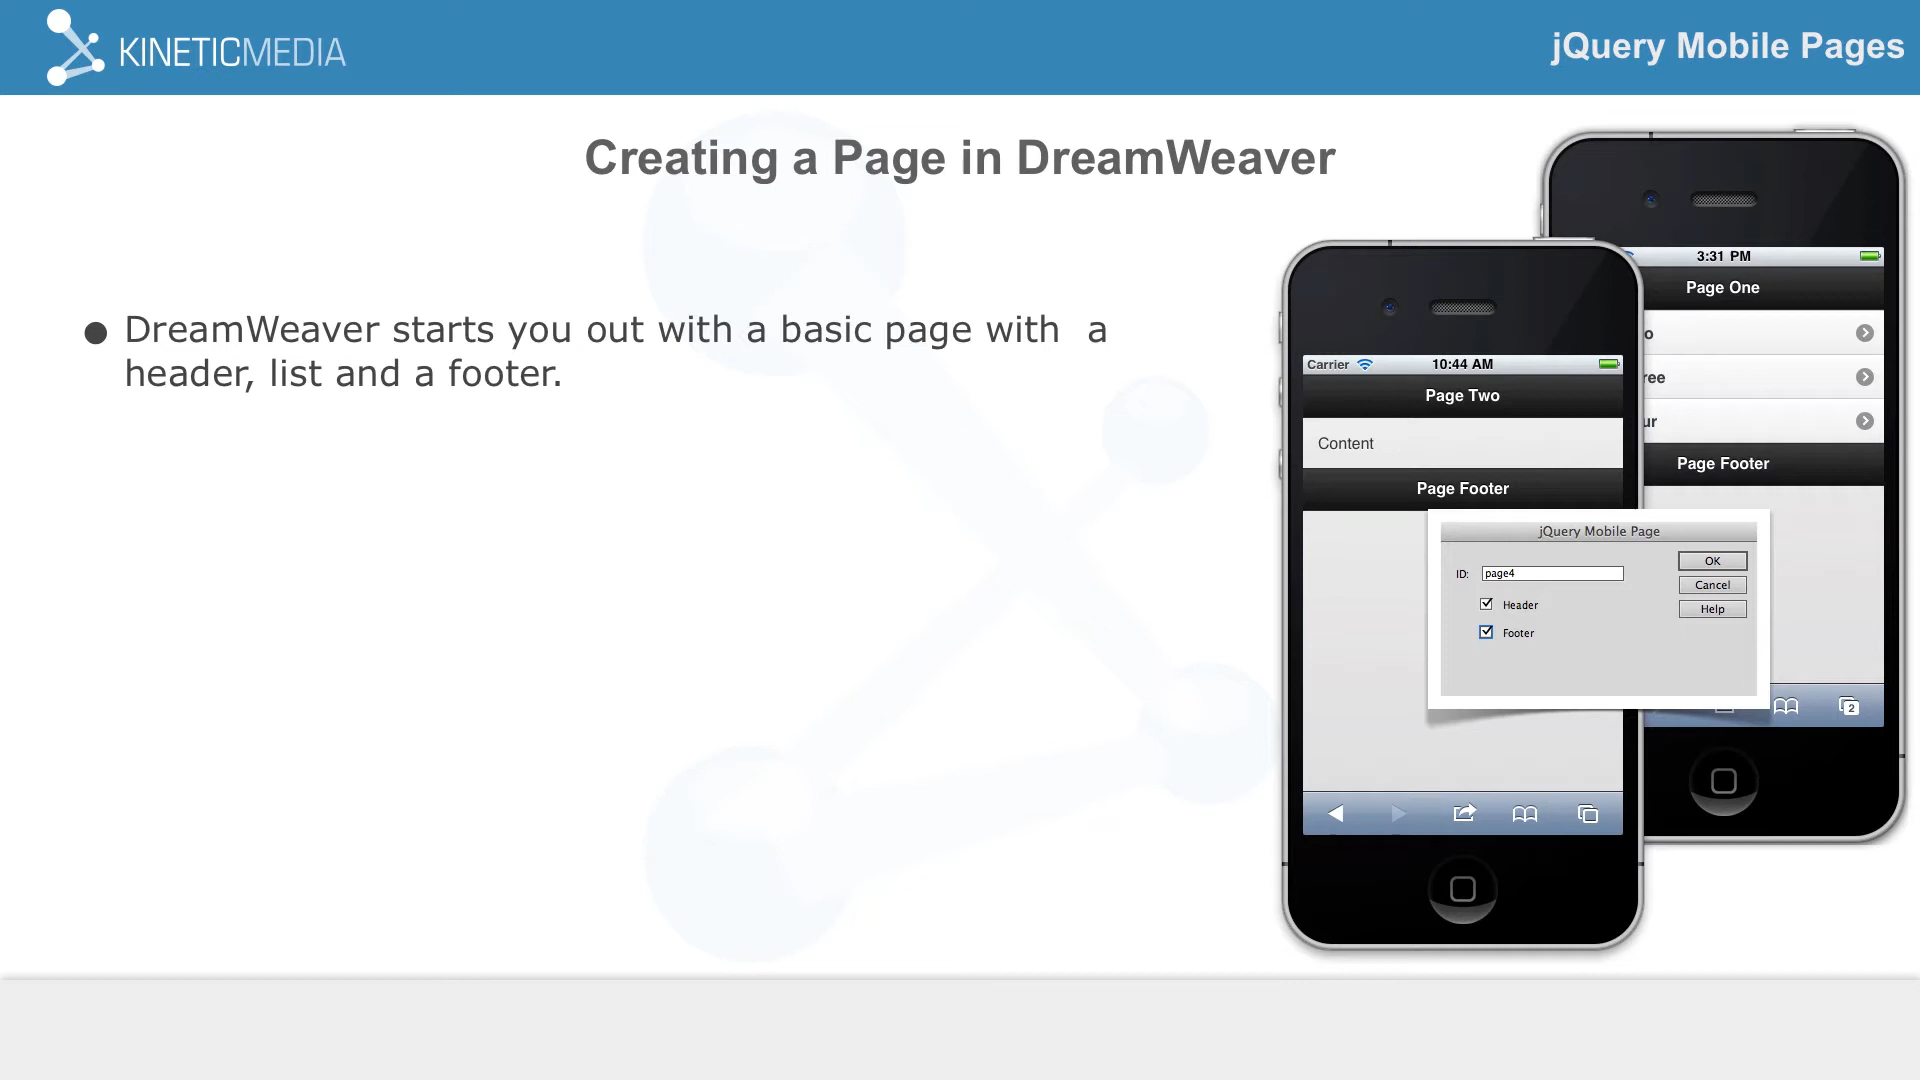 KINETICMEDIA
jQuery Mobile Pages
Creating a Page in DreamWeaver
● DreamWeaver starts you out with a basic page with a
header, list and a footer.
3:31 PM
Page One
o
ree
ur
Page Footer
2
Carrier 10:44 AM
Page Two
Content
Page Footer
jQuery Mobile Page
ID: page4
OK
Cancel
Help
Header
Footer